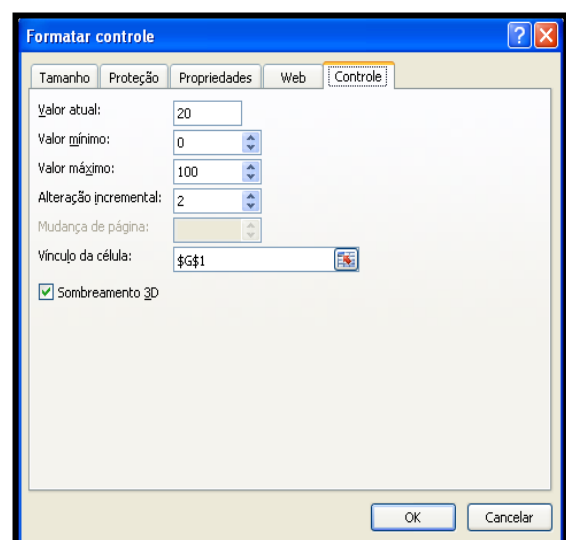 Formatar controle
Tamanho Proteção Propriedades Web Controle
Valor atual: 20
Valor mínimo: 0
Valor máximo: 100
Alteração incremental: 2
Mudança de página:
Vínculo da célula: $G$1
Sombreamento 3D
OK Cancelar